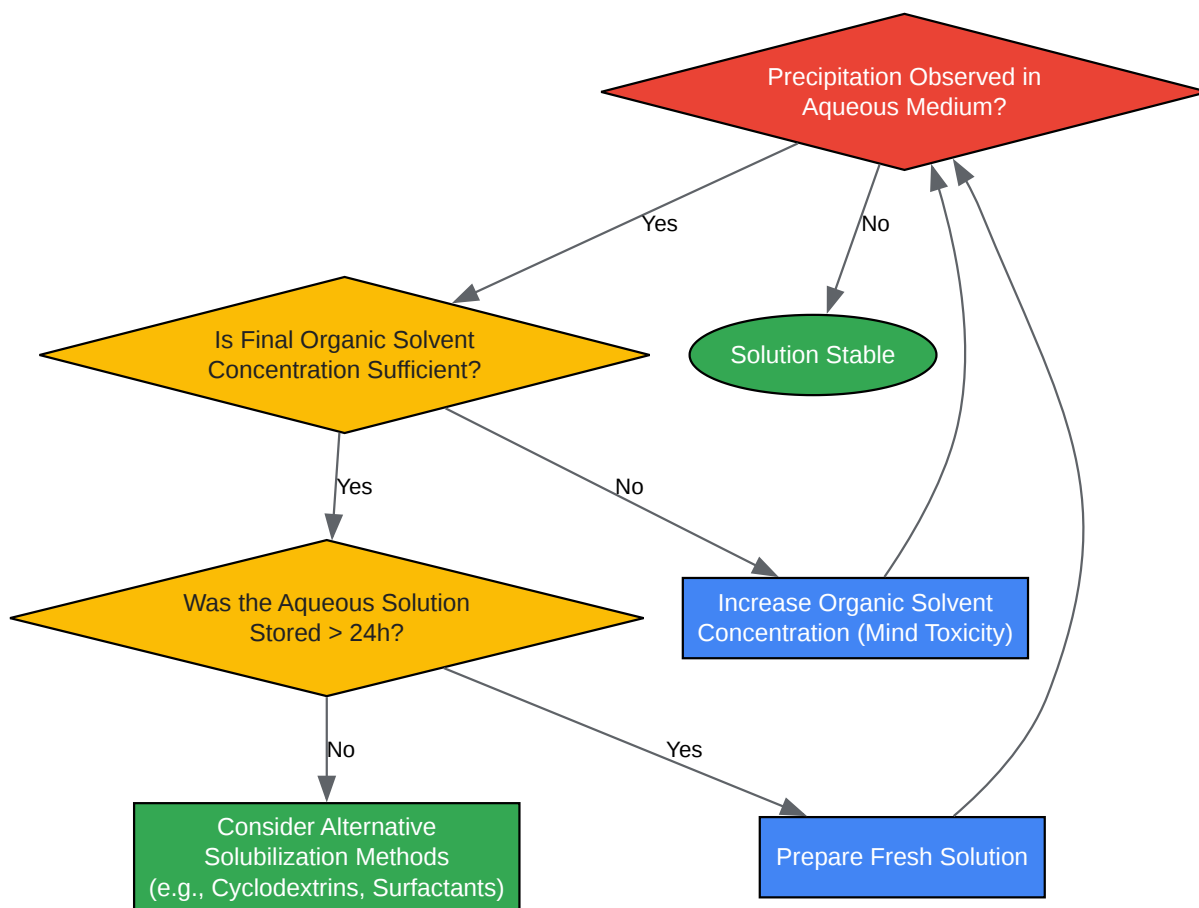 Precipitation Observed in
Aqueous Medium?
Yes
No
Is Final Organic Solvent
Concentration Sufficient?
Solution Stable
Yes
No
Was the Aqueous Solution
Stored > 24h?
Increase Organic Solvent
Concentration (Mind Toxicity)
No
Yes
Consider Alternative
Solubilization Methods
(e.g., Cyclodextrins, Surfactants)
Prepare Fresh Solution